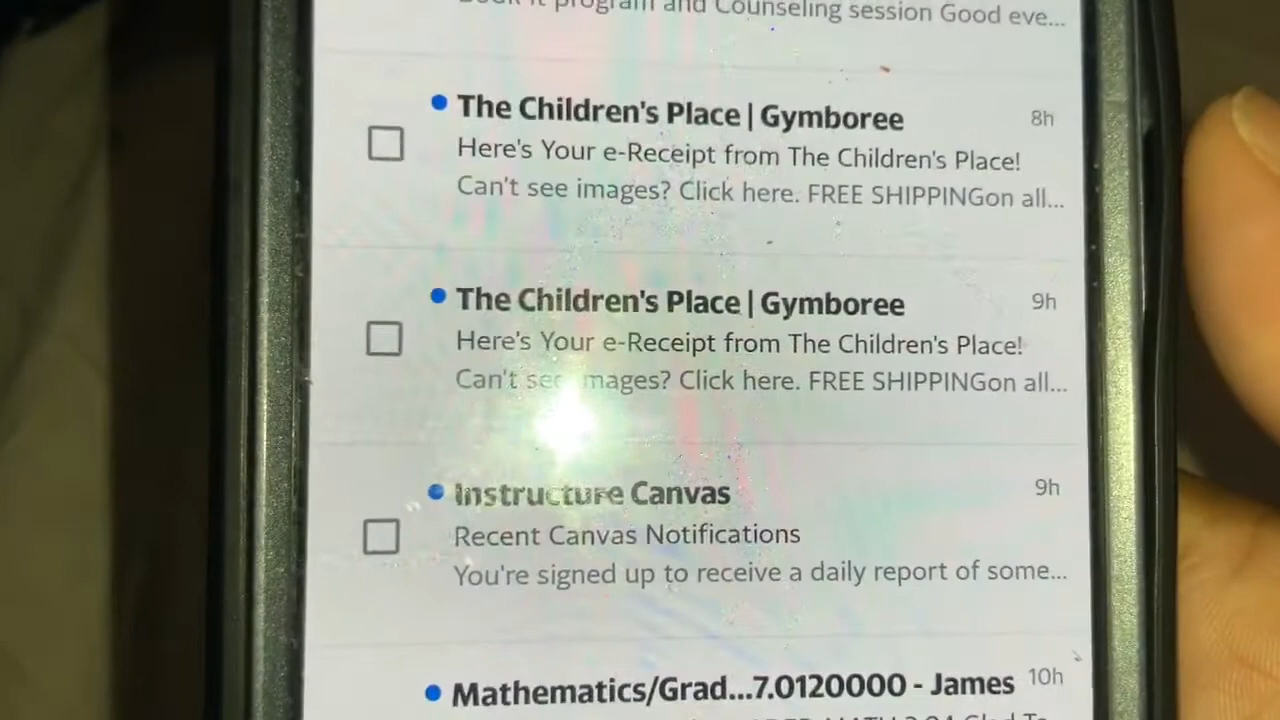 Book it program and Counseling session Good eve...
The Children's Place | Gymboree 8h
Here's Your e-Receipt from The Children's Place!
Can't see images? Click here. FREE SHIPPINGon all...
The Children's Place | Gymboree 9h
Here's Your e-Receipt from The Children's Place!
Can't see images? Click here. FREE SHIPPINGon all...
Instructure Canvas 9h
Recent Canvas Notifications
You're signed up to receive a daily report of some...
Mathematics/Grad...7.0120000 - James 10h